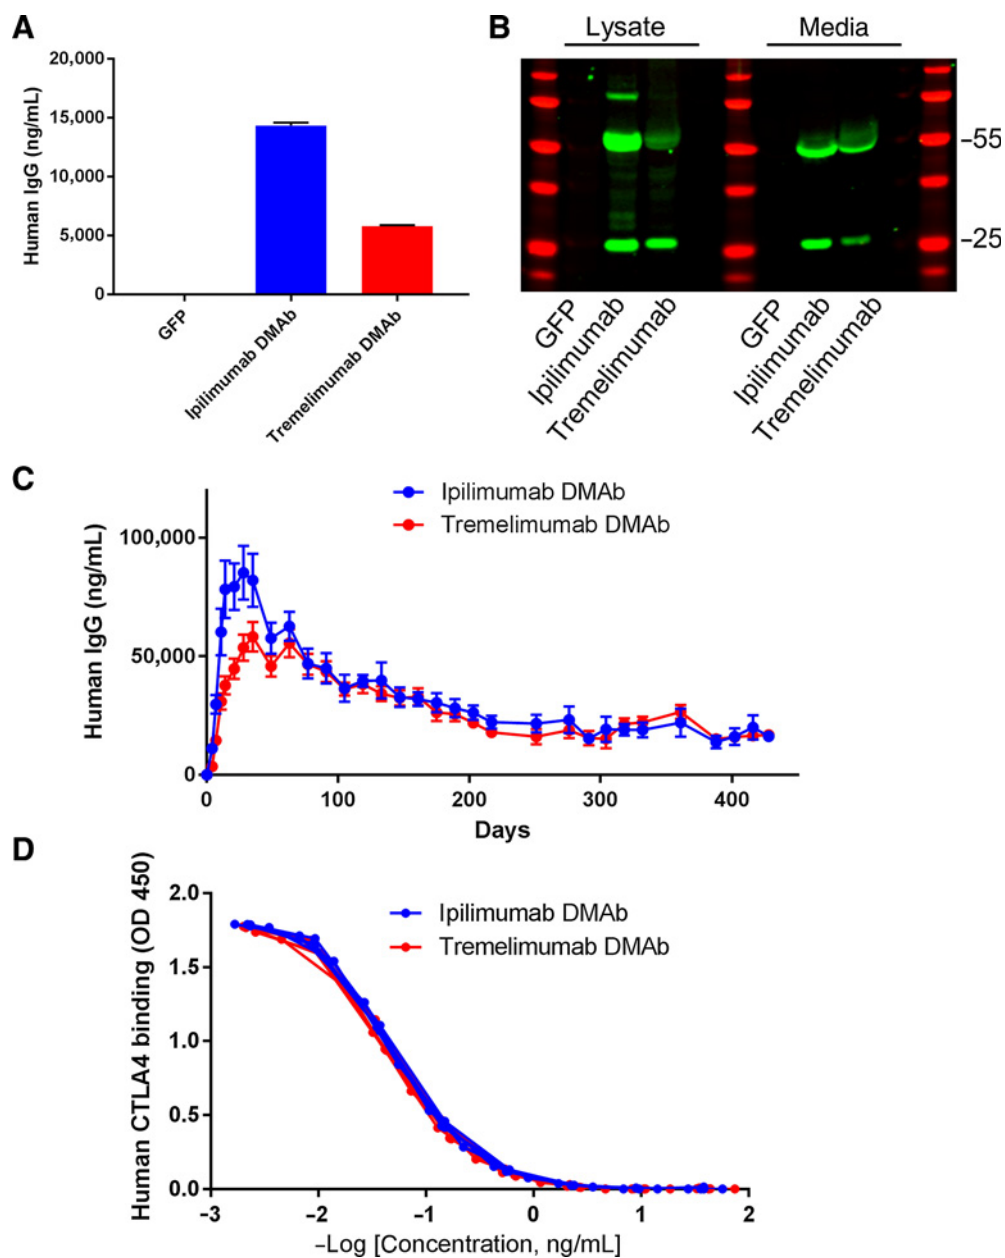 A
Human IgG (ng/mL)
20,000
15,000
10,000
5,000
0
GFP
Ipilimumab DMAb
Tremelimumab DMAb
B
Lysate
Media
–55
–25
GFP
Ipilimumab
Tremelimumab
GFP
Ipilimumab
Tremelimumab
C
Ipilimumab DMAb
Tremelimumab DMAb
Human IgG (ng/mL)
100,000
50,000
0
0 100 200 300 400
Days
D
Ipilimumab DMAb
Tremelimumab DMAb
Human CTLA4 binding (OD 450)
2.0
1.5
1.0
0.5
0.0
–3 –2 –1 0 1 2
–Log [Concentration, ng/mL]